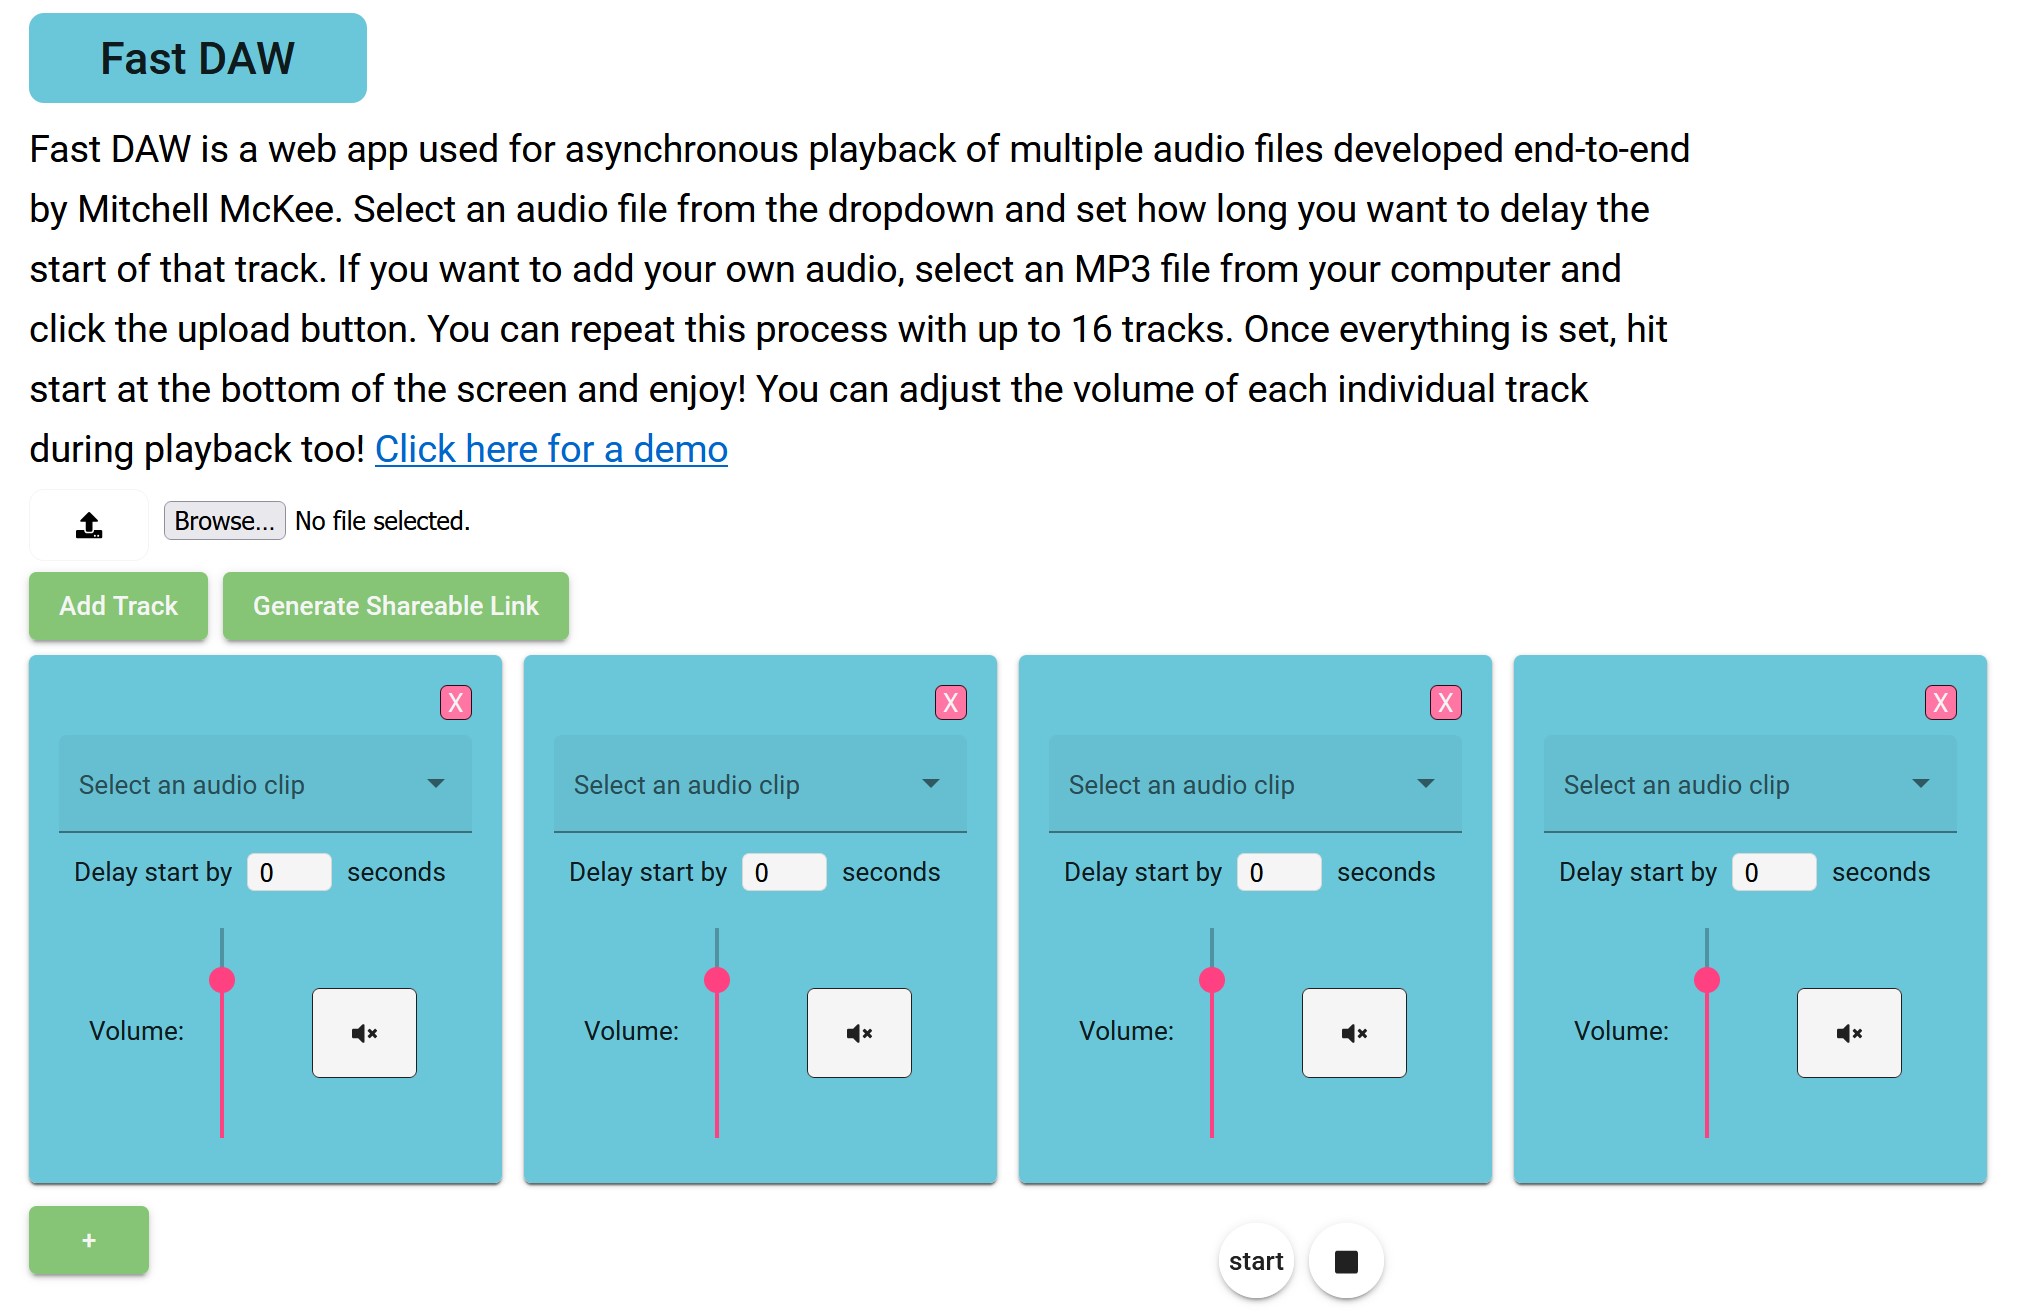 Fast DAW
Fast DAW is a web app used for asynchronous playback of multiple audio files developed end-to-end
by Mitchell McKee. Select an audio file from the dropdown and set how long you want to delay the
start of that track. If you want to add your own audio, select an MP3 file from your computer and
click the upload button. You can repeat this process with up to 16 tracks. Once everything is set, hit
start at the bottom of the screen and enjoy! You can adjust the volume of each individual track
during playback too! Click here for a demo
Browse... No file selected.
Add Track Generate Shareable Link
X X X X
Select an audio clip Select an audio clip Select an audio clip Select an audio clip
Delay start by 0 seconds Delay start by 0 seconds Delay start by 0 seconds Delay start by 0 seconds
Volume: Volume: Volume: Volume:
+
start